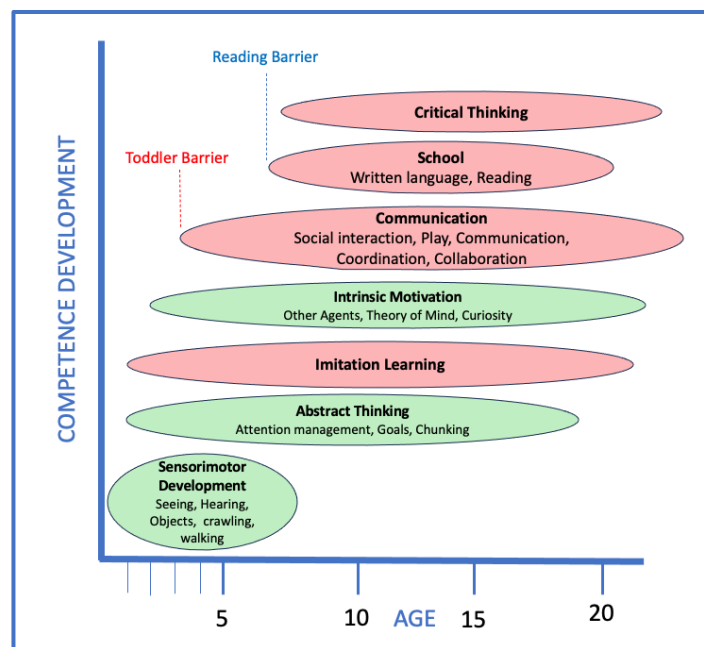 Reading Barrier
Critical Thinking
Toddler Barrier
School
Written language, Reading
Communication
Social interaction, Play, Communication,
Coordination, Collaboration
Intrinsic Motivation
Other Agents, Theory of Mind, Curiosity
Imitation Learning
Abstract Thinking
Attention management, Goals, Chunking
Sensorimotor
Development
Seeing, Hearing,
Objects, crawling,
walking
COMPETENCE DEVELOPMENT
5
10
AGE
15
20